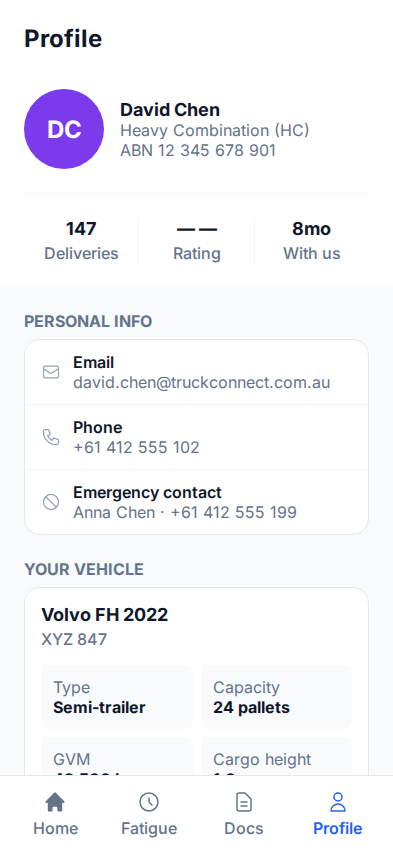 Profile
DC
David Chen
Heavy Combination (HC)
ABN 12 345 678 901
147
Deliveries
——
Rating
8mo
With us
PERSONAL INFO
Email
david.chen@truckconnect.com.au
Phone
+61 412 555 102
Emergency contact
Anna Chen · +61 412 555 199
YOUR VEHICLE
Volvo FH 2022
XYZ 847
Type
Semi-trailer
Capacity
24 pallets
GVM
Cargo height
Home
Fatigue
Docs
Profile